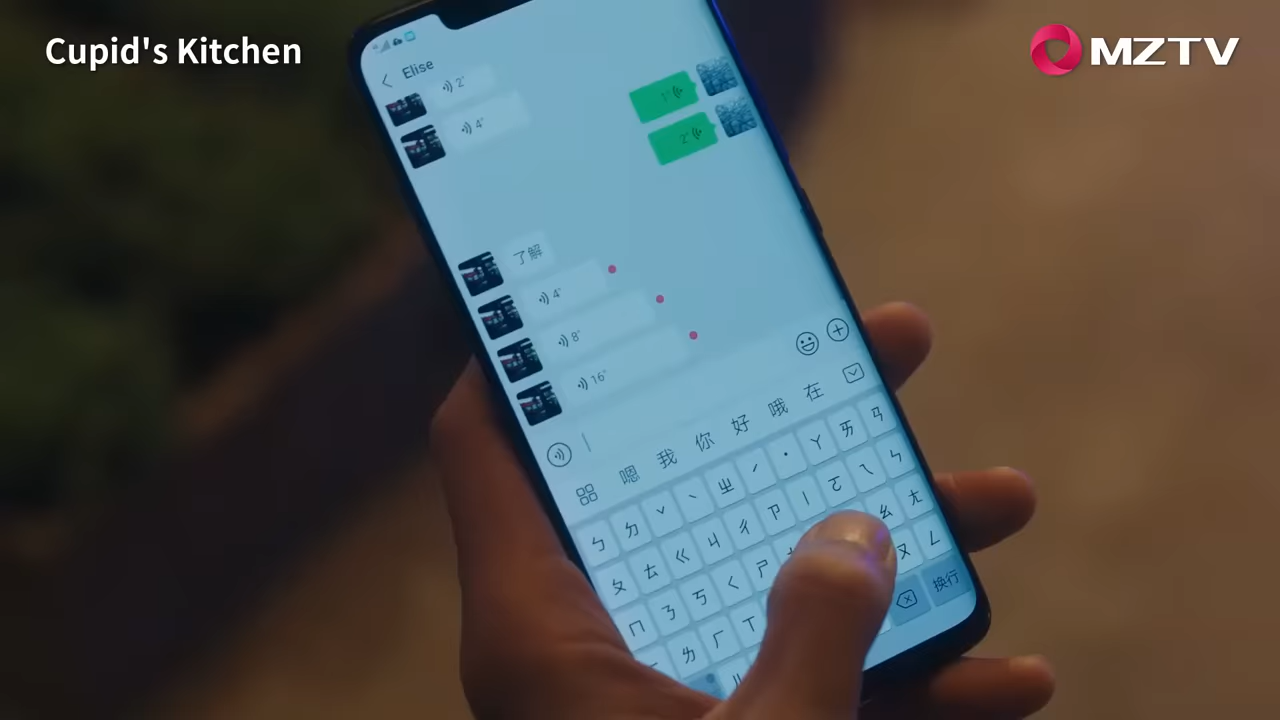 Cupid's Kitchen
MZTV
Elise
2"
4"
1"
2"
了解
4"
8"
16"
嗯 我 你 好 哦 在
ㄅ ㄉ ˇ ˋ ㄓ ˊ ˙ ㄚ ㄞ ㄢ
ㄆ ㄊ ㄍ ㄐ ㄔ ㄗ ㄧ ㄛ ㄟ ㄣ
ㄇ ㄋ ㄎ ㄑ ㄕ ㄠ ㄤ
ㄌ ㄏ ㄒ ㄡ ㄥ
换行